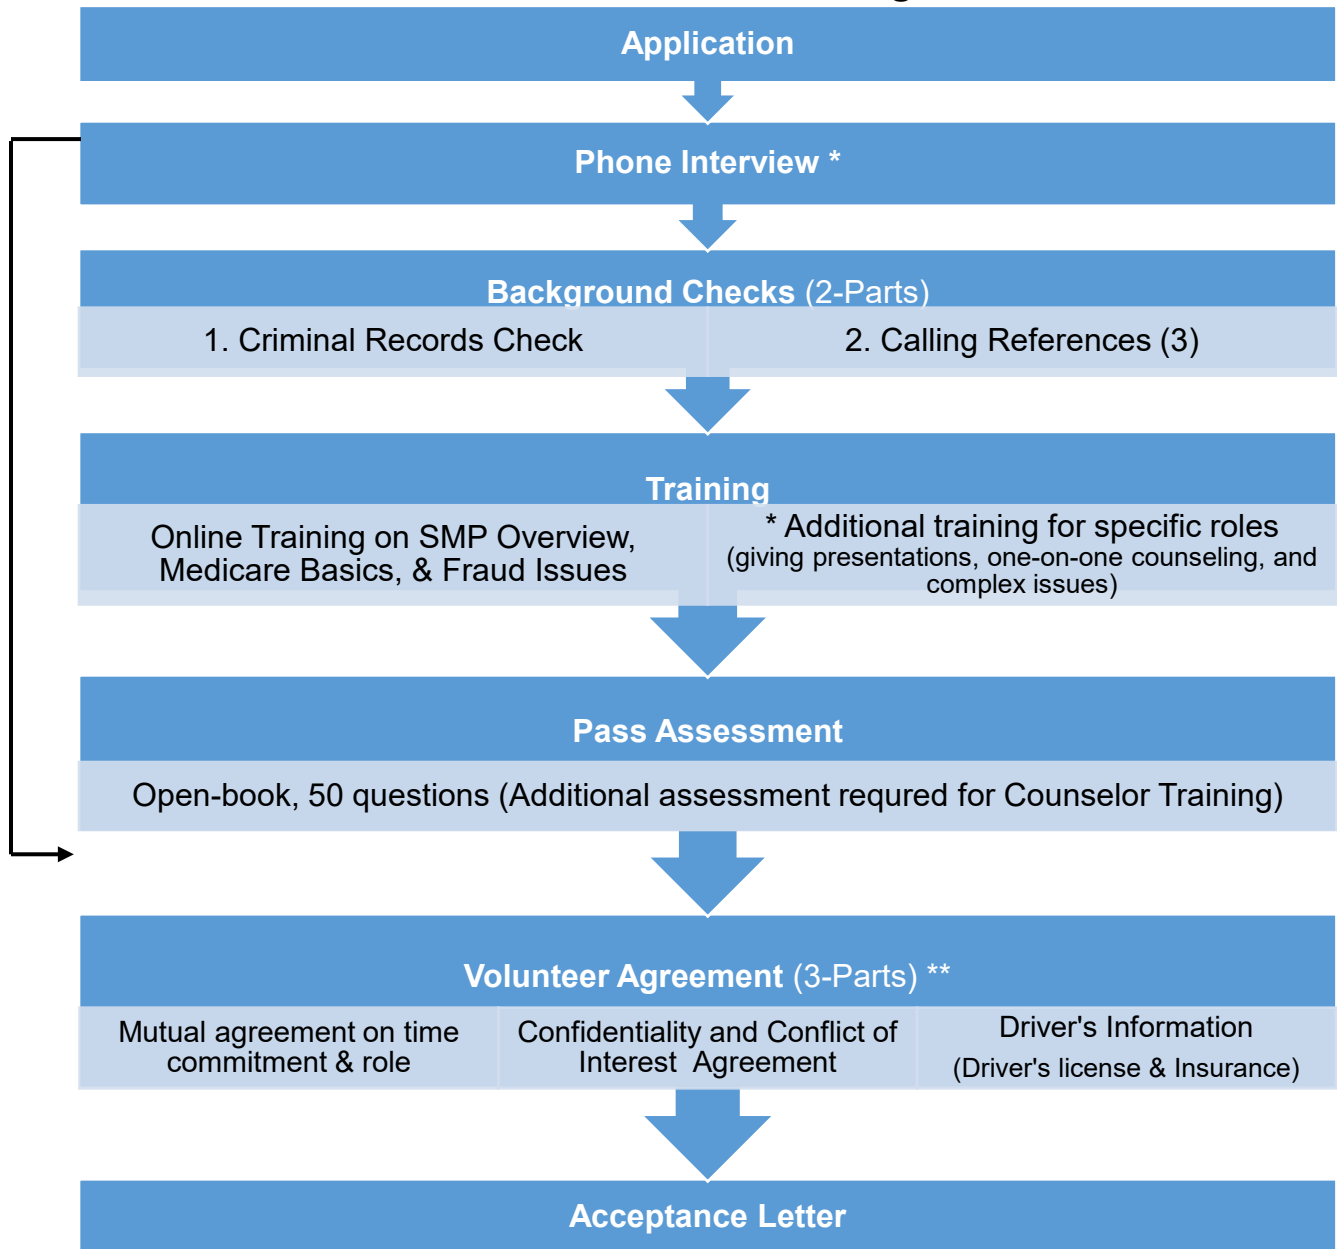 Application
Phone Interview *
Background Checks (2-Parts)
1. Criminal Records Check
2. Calling References (3)
Training
Online Training on SMP Overview,
Medicare Basics, & Fraud Issues
* Additional training for specific roles
(giving presentations, one-on-one counseling, and
complex issues)
Pass Assessment
Open-book, 50 questions (Additional assessment requred for Counselor Training)
Volunteer Agreement (3-Parts) **
Mutual agreement on time
commitment & role
Confidentiality and Conflict of
Interest Agreement
Driver's Information
(Driver's license & Insurance)
Acceptance Letter